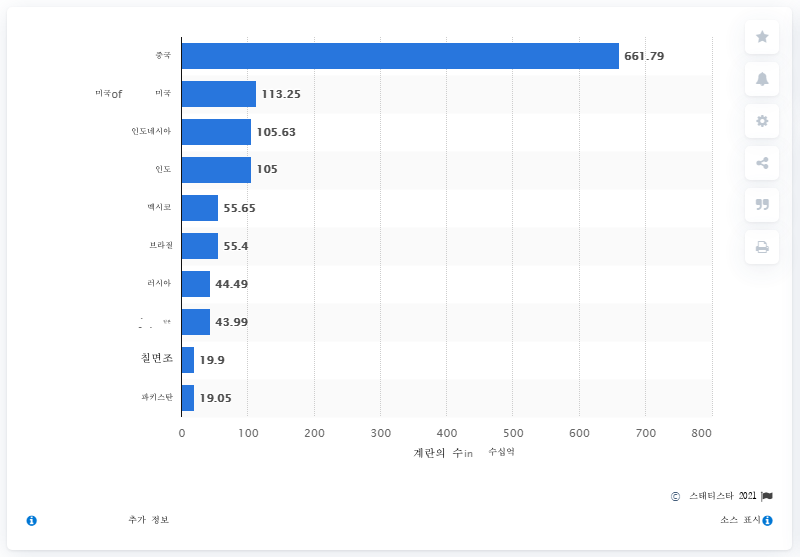 중국
661.79
미국of 미국
113.25
인도네시아
105.63
인도
105
멕시코
55.65
브라질
55.4
러시아
44.49
43.99
칠면조
19.9
파키스탄
19.05
0 100 200 300 400 500 600 700 800
계란의 수in 수십억
© 스태티스타 2021
추가 정보
소스 표시